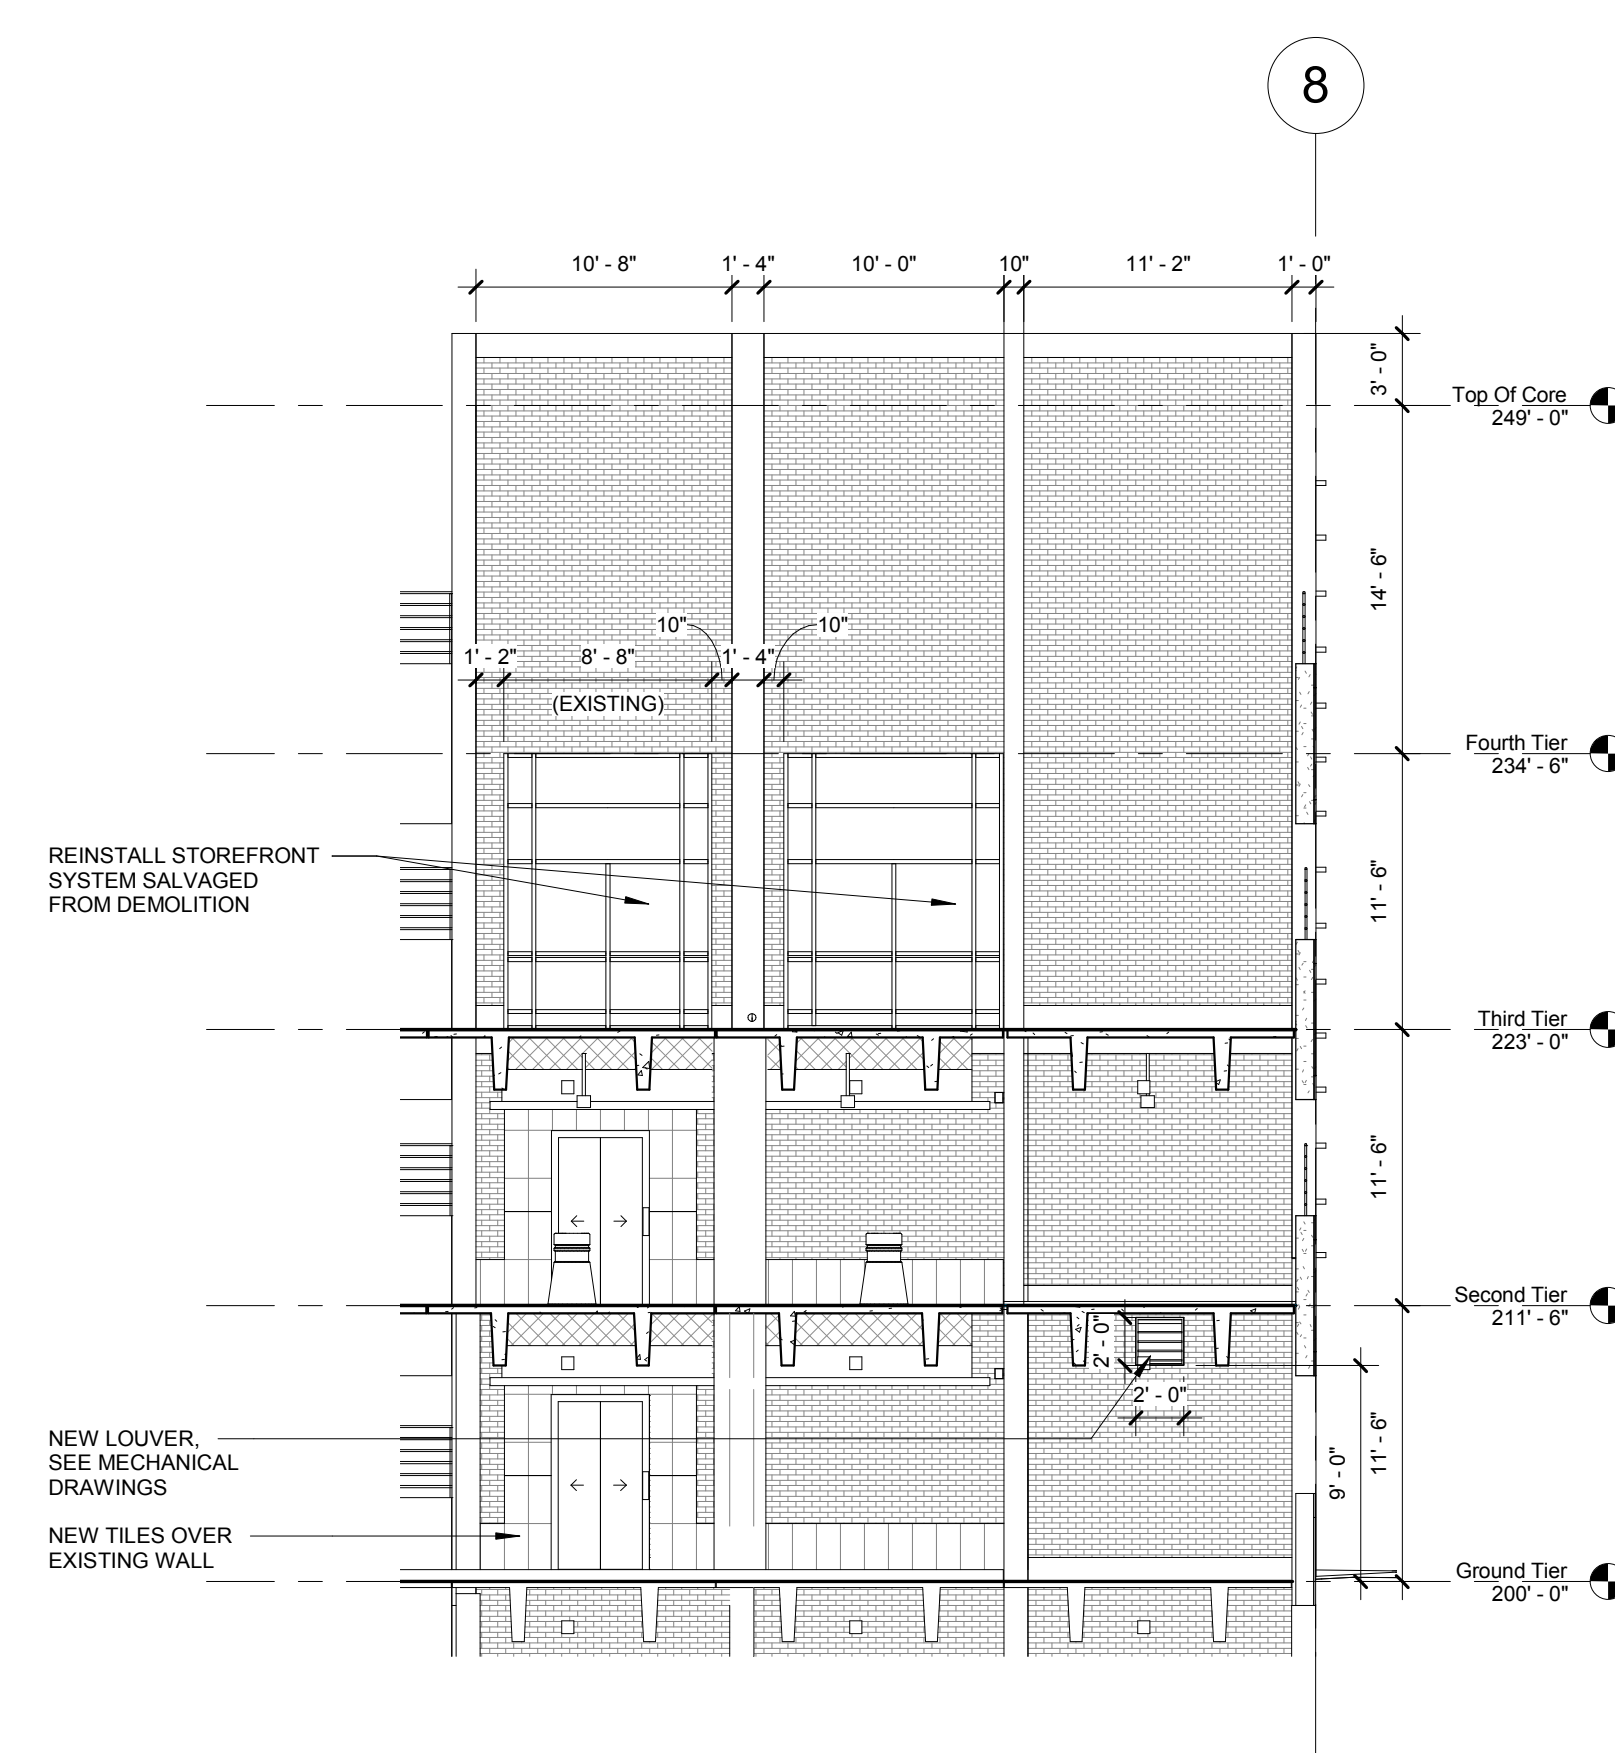 8
10' - 8"
1' - 4"
10' - 0"
10"
11' - 2"
1' - 0"
3' - 0"
Top Of Core
249' - 0"
14' - 6"
10"
10"
1' - 2"
8' - 8"
1' - 4"
(EXISTING)
Fourth Tier
234' - 6"
REINSTALL STOREFRONT
SYSTEM SALVAGED
FROM DEMOLITION
11' - 6"
Third Tier
223' - 0"
11' - 6"
Second Tier
211' - 6"
2' - 0"
2' - 0"
NEW LOUVER,
SEE MECHANICAL
DRAWINGS
9' - 0"
11' - 6"
NEW TILES OVER
EXISTING WALL
Ground Tier
200' - 0"